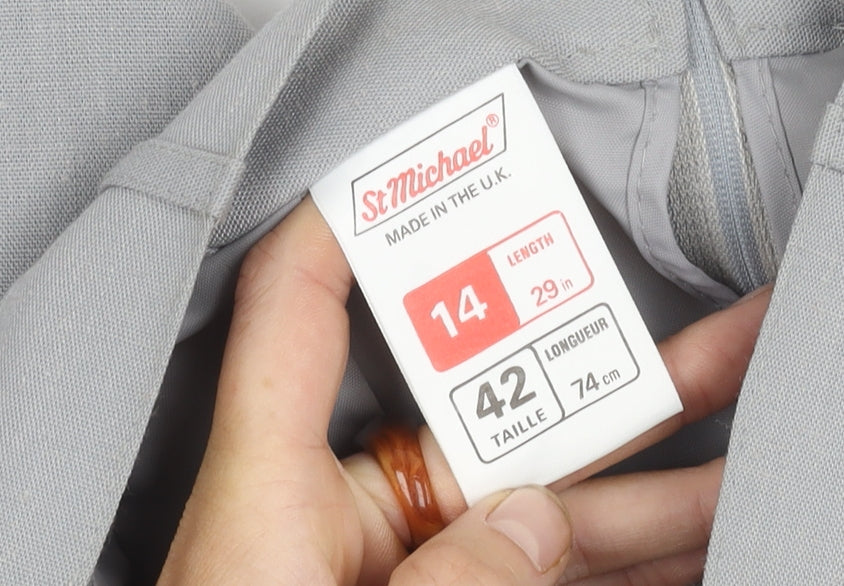 St Michael®
MADE IN THE U.K.
14
LENGTH
29 in
42
TAILLE
LONGUEUR
74 cm